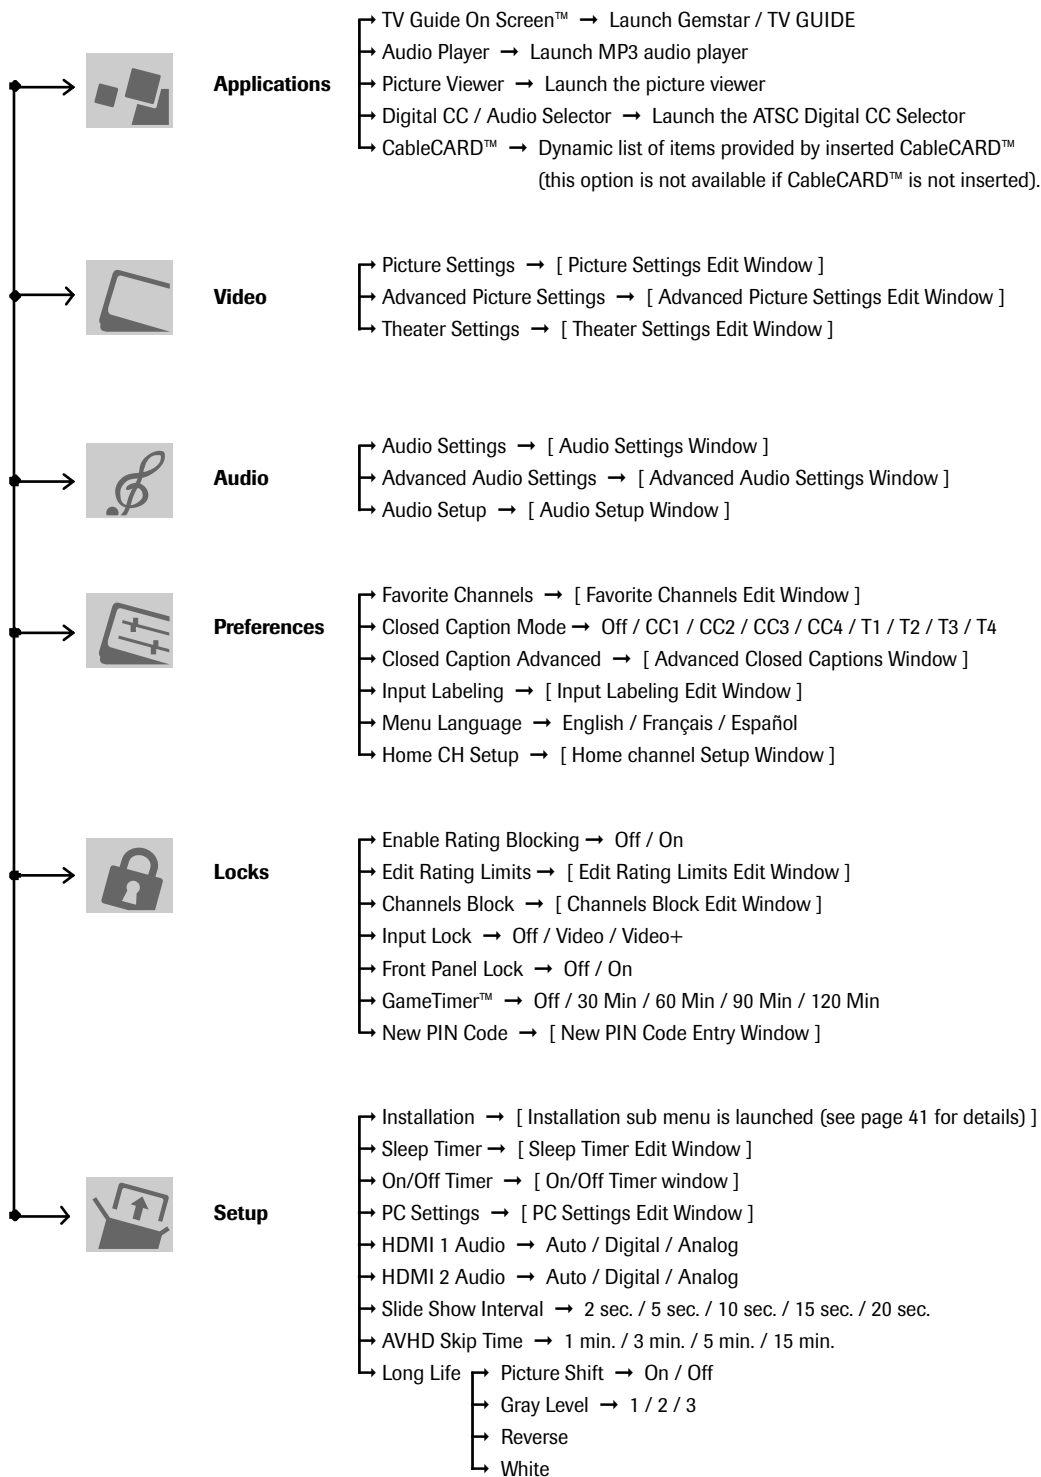 TV Guide On Screen™ → Launch Gemstar / TV GUIDE
Audio Player → Launch MP3 audio player
Applications
Picture Viewer → Launch the picture viewer
Digital CC / Audio Selector → Launch the ATSC Digital CC Selector
CableCARD™ → Dynamic list of items provided by inserted CableCARD™
(this option is not available if CableCARD™ is not inserted).
Picture Settings → [ Picture Settings Edit Window ]
Video
Advanced Picture Settings → [ Advanced Picture Settings Edit Window ]
Theater Settings → [ Theater Settings Edit Window ]
Audio Settings → [ Audio Settings Window ]
Audio
Advanced Audio Settings → [ Advanced Audio Settings Window ]
Audio Setup → [ Audio Setup Window ]
Favorite Channels → [ Favorite Channels Edit Window ]
Preferences
Closed Caption Mode → Off / CC1 / CC2 / CC3 / CC4 / T1 / T2 / T3 / T4
Closed Caption Advanced → [ Advanced Closed Captions Window ]
Input Labeling → [ Input Labeling Edit Window ]
Menu Language → English / Français / Español
Home CH Setup → [ Home channel Setup Window ]
Enable Rating Blocking → Off / On
Locks
Edit Rating Limits → [ Edit Rating Limits Edit Window ]
Channels Block → [ Channels Block Edit Window ]
Input Lock → Off / Video / Video+
Front Panel Lock → Off / On
GameTimer™ → Off / 30 Min / 60 Min / 90 Min / 120 Min
New PIN Code → [ New PIN Code Entry Window ]
Installation → [ Installation sub menu is launched (see page 41 for details) ]
Sleep Timer → [ Sleep Timer Edit Window ]
On/Off Timer → [ On/Off Timer window ]
Setup
PC Settings → [ PC Settings Edit Window ]
HDMI 1 Audio → Auto / Digital / Analog
HDMI 2 Audio → Auto / Digital / Analog
Slide Show Interval → 2 sec. / 5 sec. / 10 sec. / 15 sec. / 20 sec.
AVHD Skip Time → 1 min. / 3 min. / 5 min. / 15 min.
Long Life → Picture Shift → On / Off
Gray Level → 1 / 2 / 3
Reverse
White